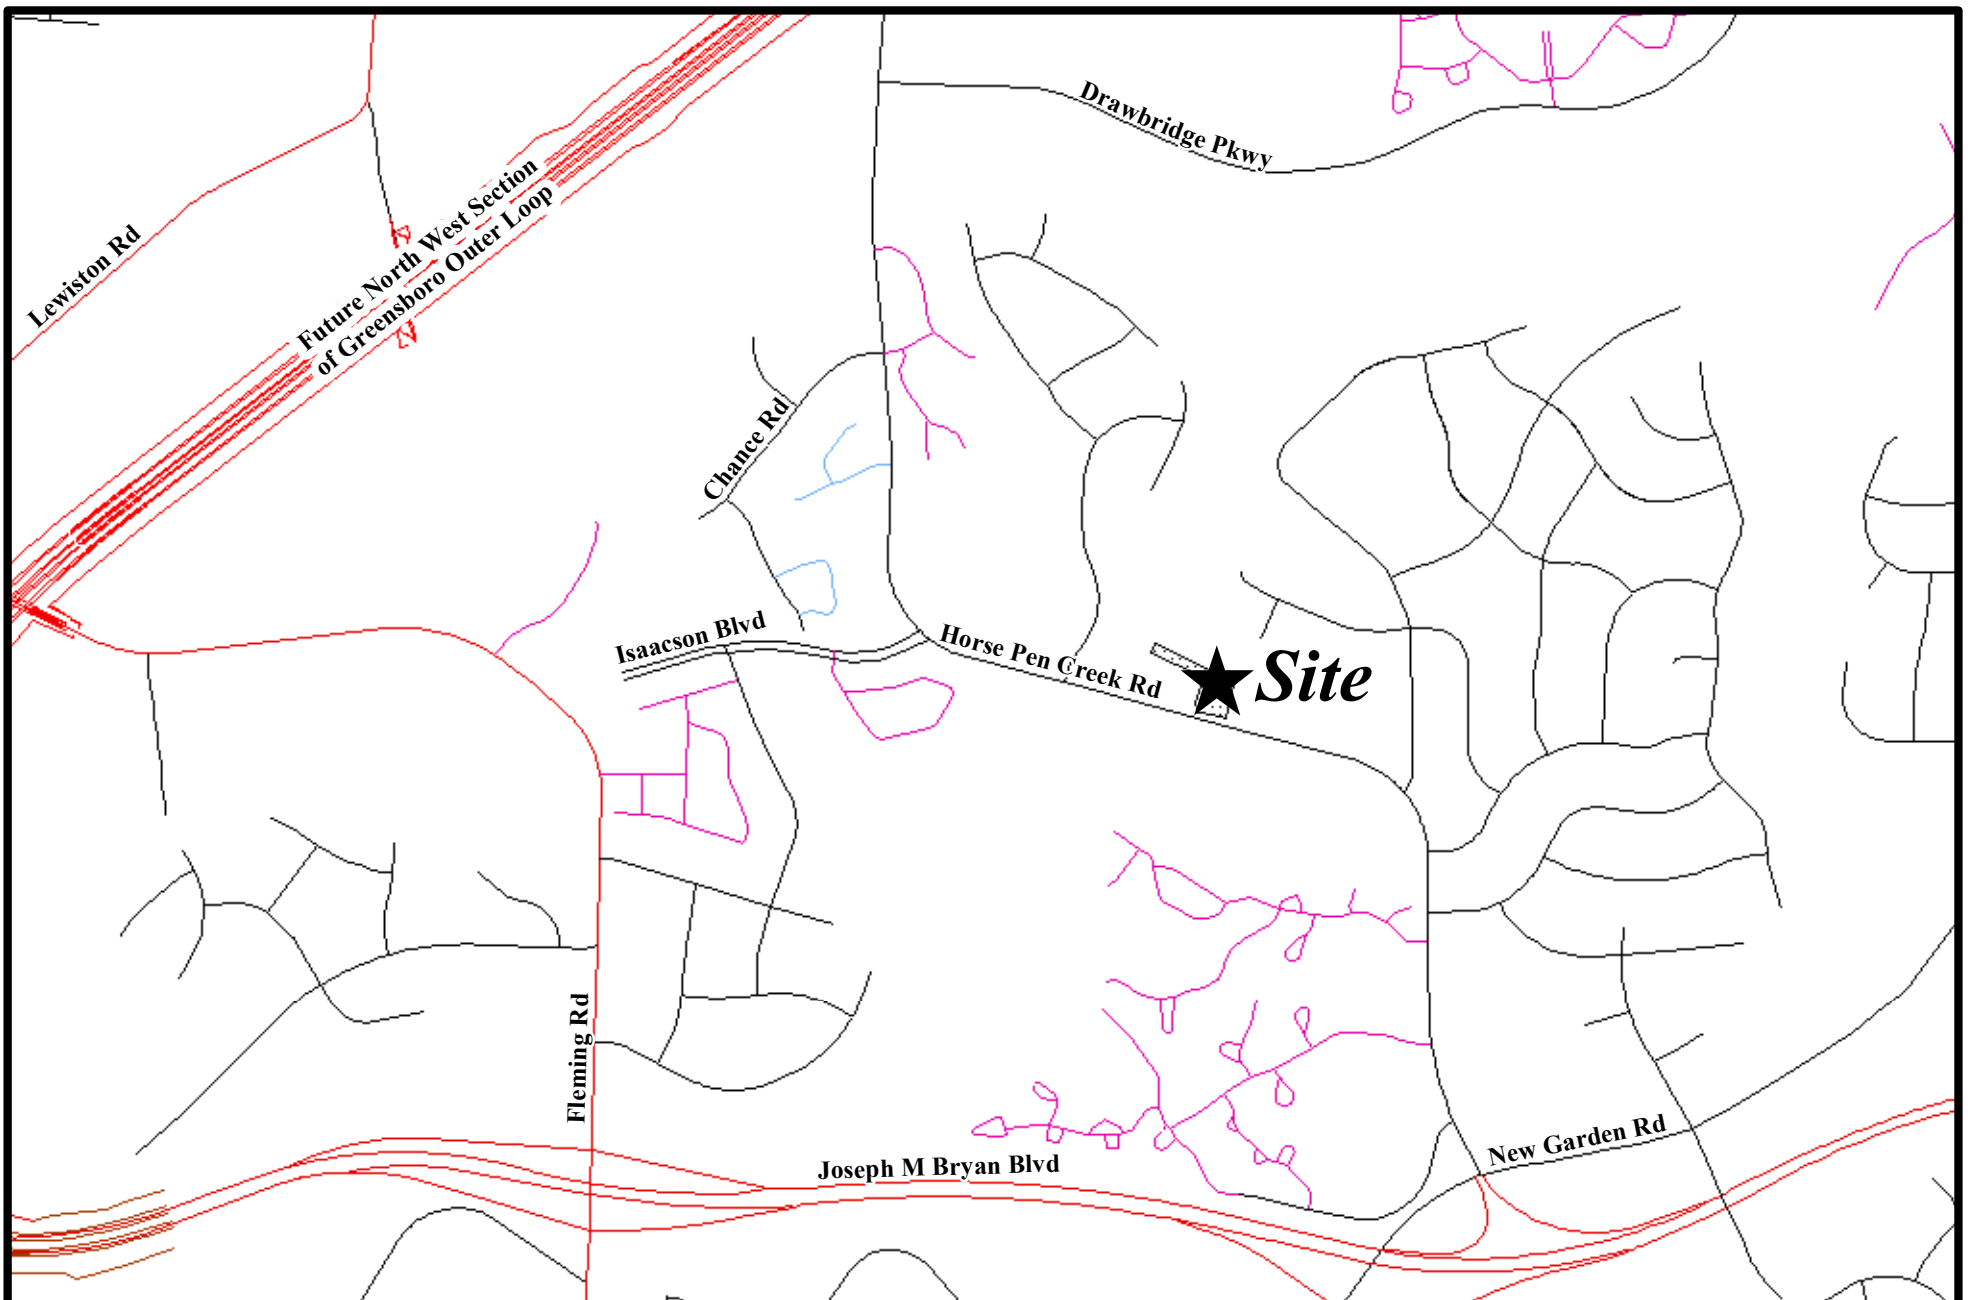 Drawbridge Pkwy
Lewiston Rd
Future North West Section
of Greensboro Outer Loop
Chance Rd
Isaacson Blvd
Horse Pen Creek Rd
Site
Fleming Rd
Joseph M Bryan Blvd
New Garden Rd